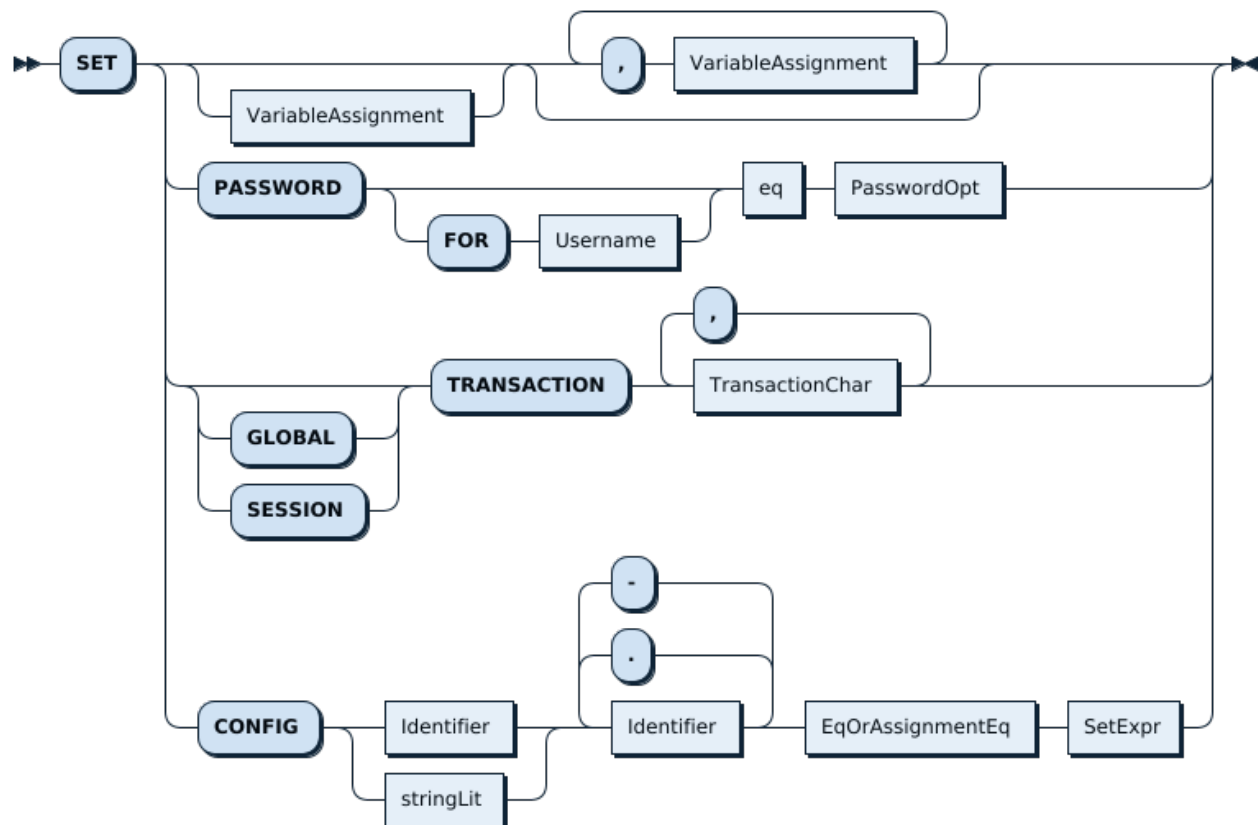 SET , VariableAssignment
VariableAssignment
PASSWORD eq PasswordOpt
FOR Username
,
TRANSACTION TransactionChar
GLOBAL
SESSION
-
.
CONFIG Identifier Identifier EqOrAssignmentEq SetExpr
stringLit